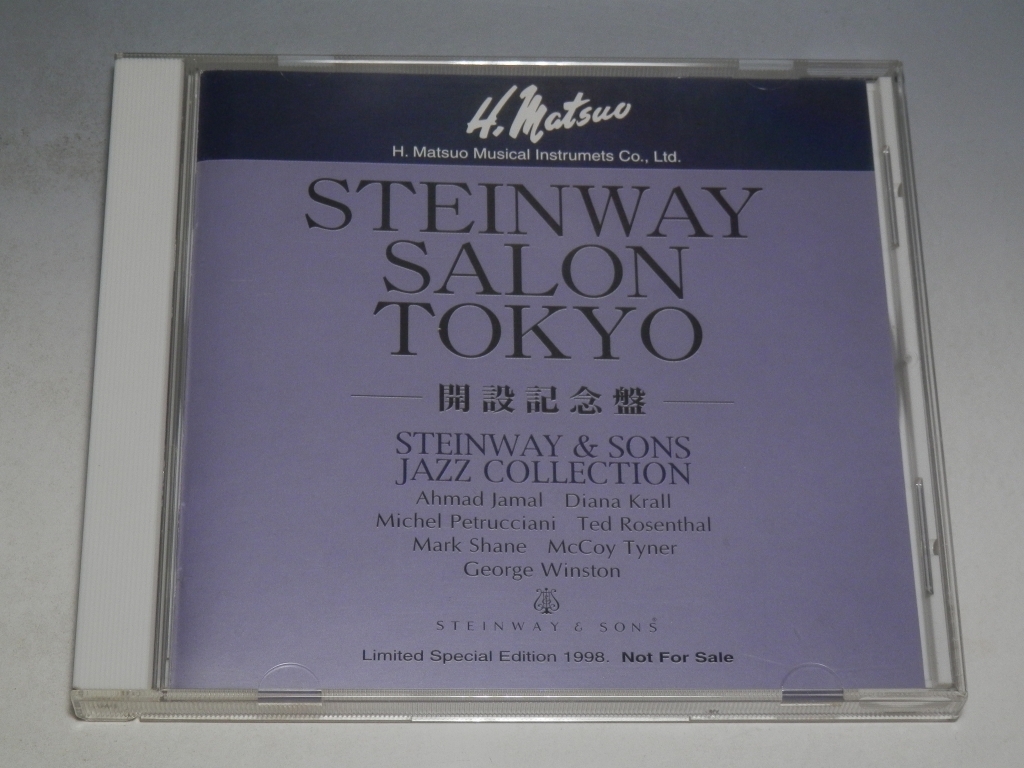 H. Matsuo
H. Matsuo Musical Instrumets Co., Ltd.
STEINWAY
SALON
TOKYO
開設記念盤
STEINWAY & SONS
JAZZ COLLECTION
Ahmad Jamal Diana Krall
Michel Petrucciani Ted Rosenthal
Mark Shane McCoy Tyner
George Winston
STEINWAY & SONS
Limited Special Edition 1998. Not For Sale